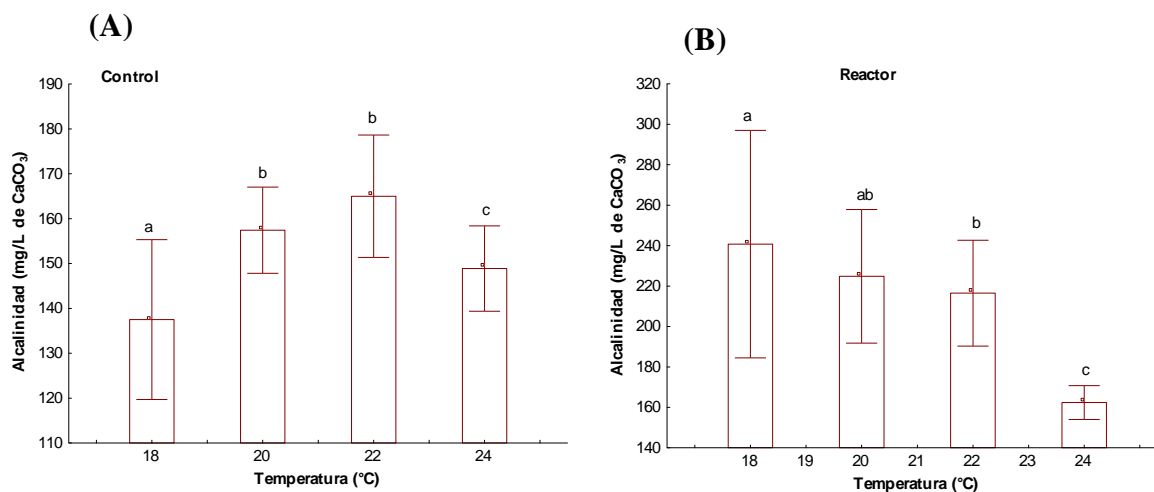 (A)
Control
Alcalinidad (mg/L de CaCO₃)
190
180
170
160
150
140
130
120
110
a
b
b
c
18
20
22
24
Temperatura (°C)
(B)
Reactor
Alcalinidad (mg/L de CaCO₃)
320
300
280
260
240
220
200
180
160
140
a
ab
b
c
18
19
20
21
22
23
24
Temperatura (°C)